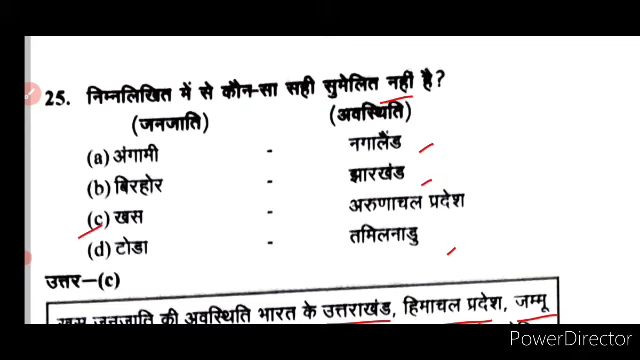 25. निम्नलिखित में से कौन-सा सही सुमेलित नहीं है?
(जनजाति) (अवस्थिति)
(a) अंगामी - नगालैंड
(b) बिरहोर - झारखंड
(c) खस - अरुणाचल प्रदेश
(d) टोडा - तमिलनाडु
उत्तर–(c)
खस जनजाति की अवस्थिति भारत के उत्तराखंड, हिमाचल प्रदेश, जम्मू
PowerDirector